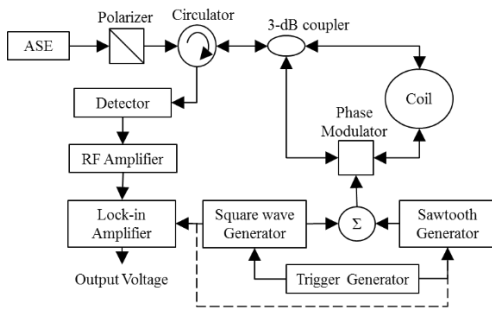 Circulator
Polarizer
3-dB coupler
ASE
Coil
Detector
Phase
Modulator
RF Amplifier
Lock-in
Amplifier
Square wave
Generator
Σ
Sawtooth
Generator
Output Voltage
Trigger Generator